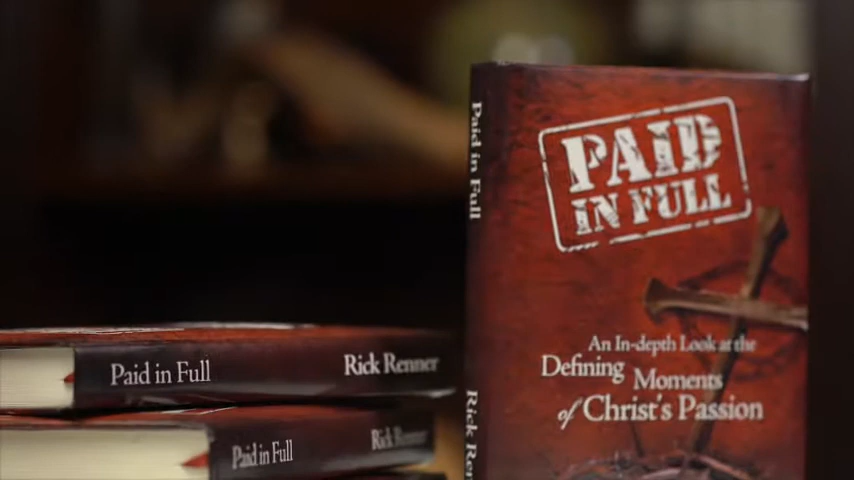 Paid in Full
PAID
IN FULL
An In-depth Look at the
Defining Moments
of Christ's Passion
Paid in Full Rick Renner
Paid in Full Rick Renner